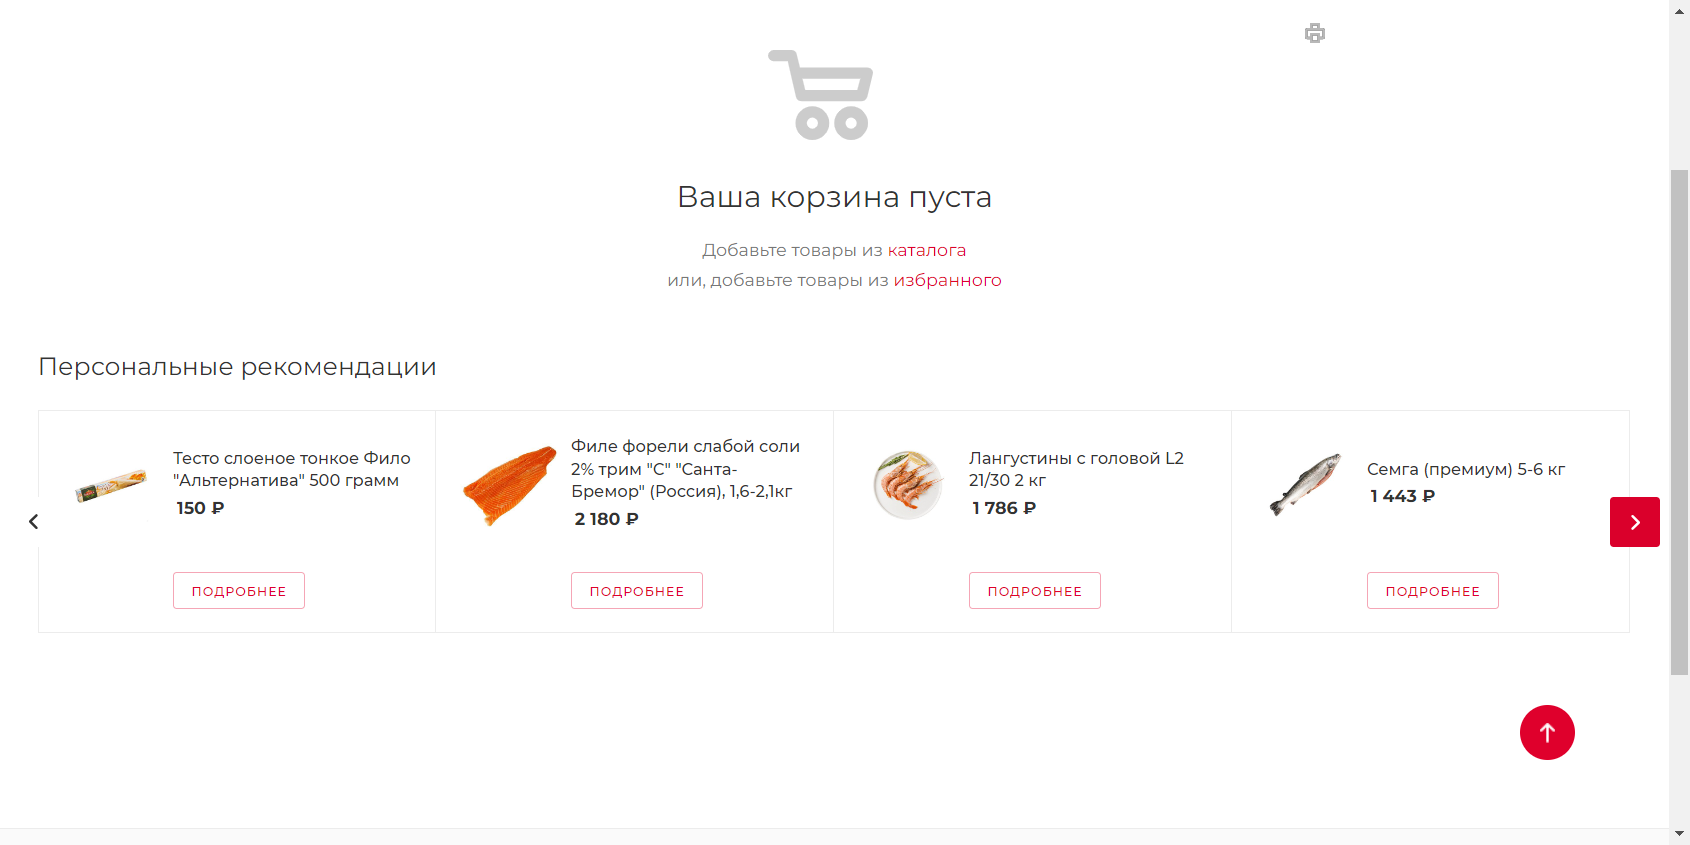 Ваша корзина пуста
Добавьте товары из каталога
или, добавьте товары из избранного
Персональные рекомендации
Тесто слоеное тонкое Фило
"Альтернатива" 500 грамм
150 ₽
ПОДРОБНЕЕ
Филе форели слабой соли
2% трим "С" "Санта-
Бремор" (Россия), 1,6-2,1кг
2 180 ₽
ПОДРОБНЕЕ
Лангустины с головой L2
21/30 2 кг
1 786 ₽
ПОДРОБНЕЕ
Семга (премиум) 5-6 кг
1 443 ₽
ПОДРОБНЕЕ